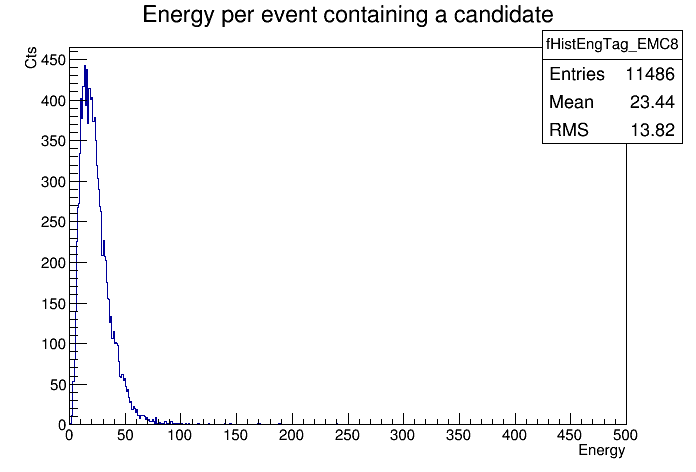 Energy per event containing a candidate
Cts
fHistEngTag_EMC8
Entries 11486
Mean 23.44
RMS 13.82
450
400
350
300
250
200
150
100
50
0
0 50 100 150 200 250 300 350 400 450 500
Energy